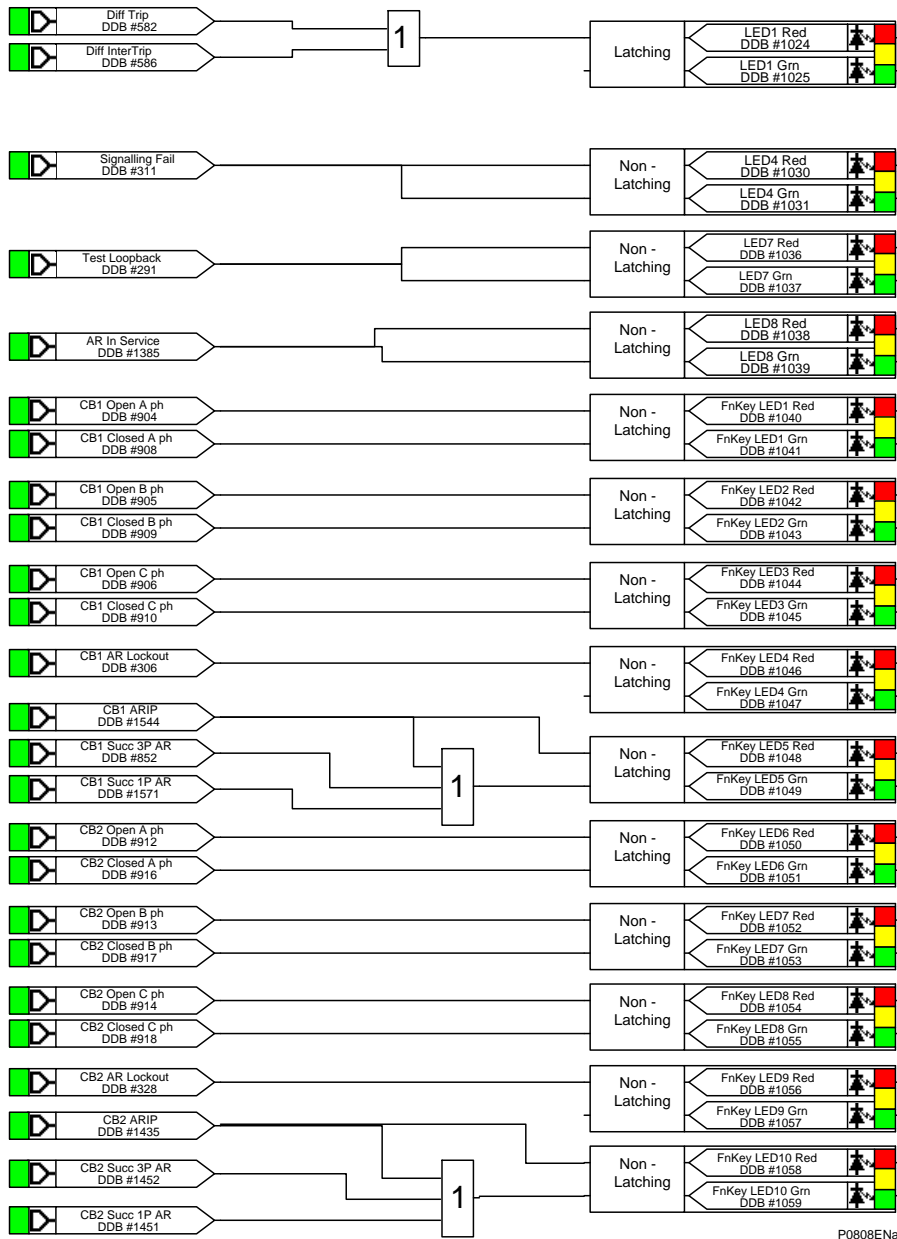 Diff Trip
DDB #582
Diff InterTrip
DDB #586
1
Latching
LED1 Red
DDB #1024
LED1 Grn
DDB #1025
Signalling Fail
DDB #311
Non -
Latching
LED4 Red
DDB #1030
LED4 Grn
DDB #1031
Test Loopback
DDB #291
Non -
Latching
LED7 Red
DDB #1036
LED7 Grn
DDB #1037
AR In Service
DDB #1385
Non -
Latching
LED8 Red
DDB #1038
LED8 Grn
DDB #1039
CB1 Open A ph
DDB #904
CB1 Closed A ph
DDB #908
Non -
Latching
FnKey LED1 Red
DDB #1040
FnKey LED1 Grn
DDB #1041
CB1 Open B ph
DDB #905
CB1 Closed B ph
DDB #909
Non -
Latching
FnKey LED2 Red
DDB #1042
FnKey LED2 Grn
DDB #1043
CB1 Open C ph
DDB #906
CB1 Closed C ph
DDB #910
Non -
Latching
FnKey LED3 Red
DDB #1044
FnKey LED3 Grn
DDB #1045
CB1 AR Lockout
DDB #306
Non -
Latching
FnKey LED4 Red
DDB #1046
FnKey LED4 Grn
DDB #1047
CB1 ARIP
DDB #1544
CB1 Succ 3P AR
DDB #852
CB1 Succ 1P AR
DDB #1571
1
Non -
Latching
FnKey LED5 Red
DDB #1048
FnKey LED5 Grn
DDB #1049
CB2 Open A ph
DDB #912
CB2 Closed A ph
DDB #916
Non -
Latching
FnKey LED6 Red
DDB #1050
FnKey LED6 Grn
DDB #1051
CB2 Open B ph
DDB #913
CB2 Closed B ph
DDB #917
Non -
Latching
FnKey LED7 Red
DDB #1052
FnKey LED7 Grn
DDB #1053
CB2 Open C ph
DDB #914
CB2 Closed C ph
DDB #918
Non -
Latching
FnKey LED8 Red
DDB #1054
FnKey LED8 Grn
DDB #1055
CB2 AR Lockout
DDB #328
Non -
Latching
FnKey LED9 Red
DDB #1056
FnKey LED9 Grn
DDB #1057
CB2 ARIP
DDB #1435
CB2 Succ 3P AR
DDB #1452
CB2 Succ 1P AR
DDB #1451
1
Non -
Latching
FnKey LED10 Red
DDB #1058
FnKey LED10 Grn
DDB #1059
P0808ENa